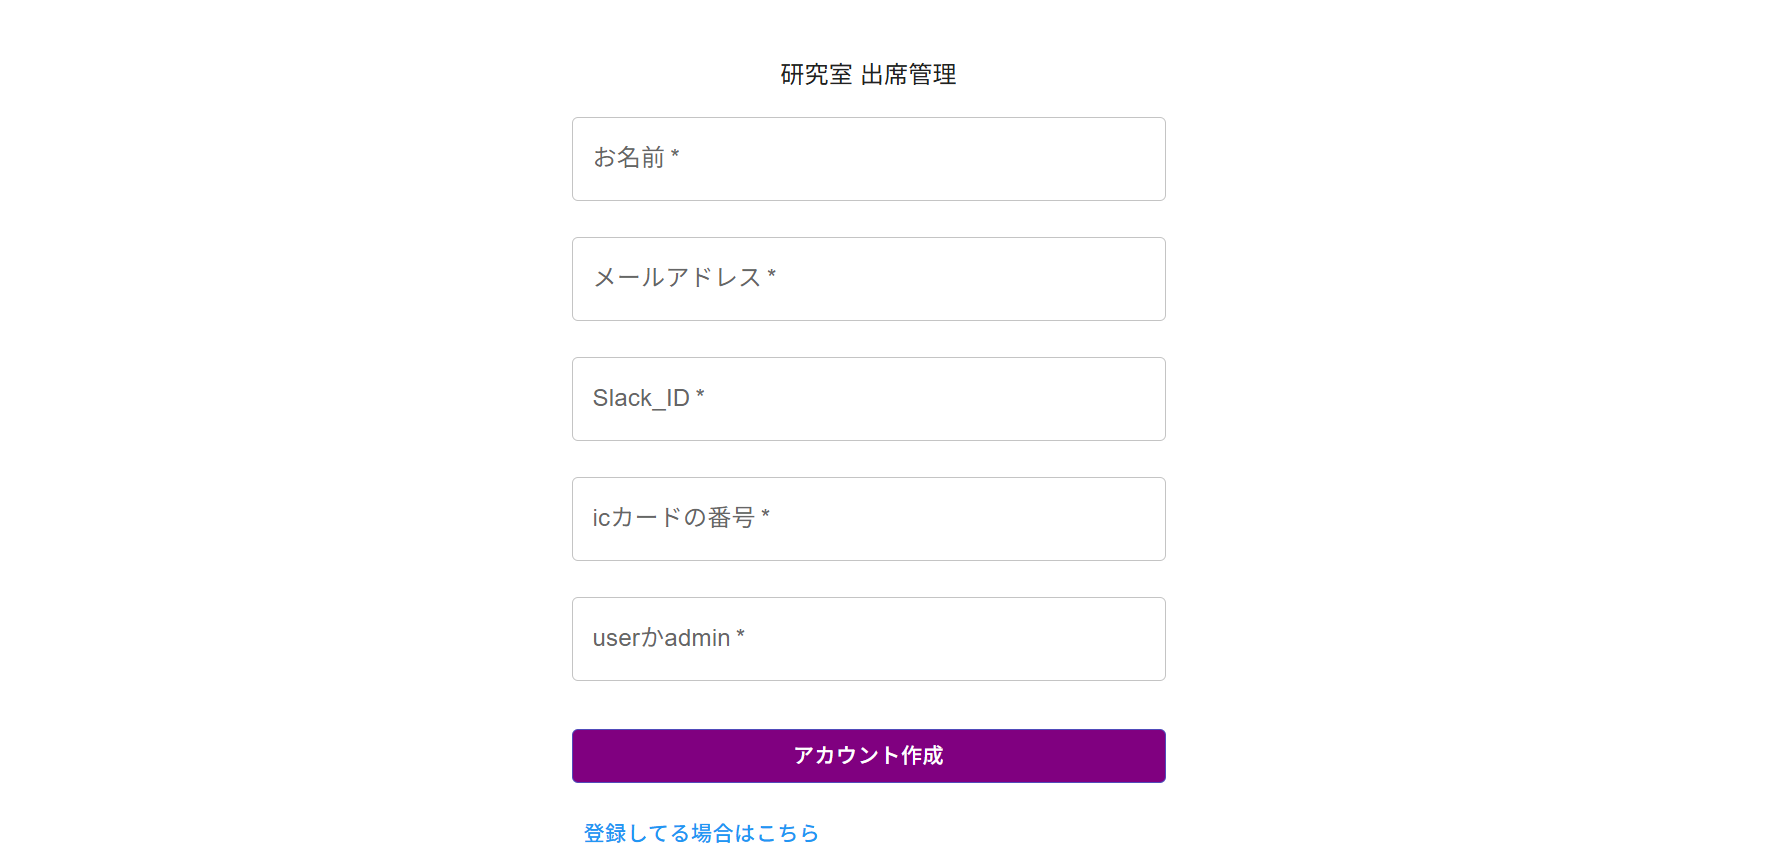 研究室 出席管理
お名前 *
メールアドレス *
Slack_ID *
icカードの番号 *
userかadmin *
アカウント作成
登録してる場合はこちら